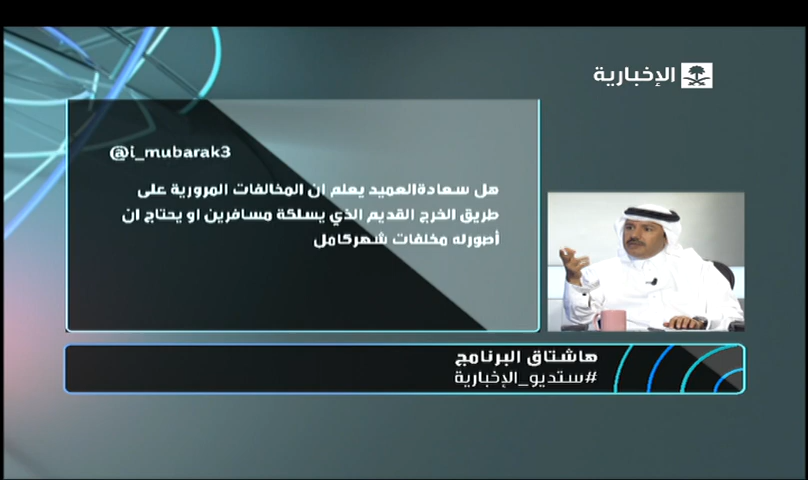 الإخبارية
@i_mubarak3
هل سعادةالعميد يعلم ان المخالفات المرورية على
طريق الخرج القديم الذي يسلكة مسافرين او يحتاج ان
أصورله مخلفات شهركامل
هاشتاق البرنامج
#ستديو_الإخبارية